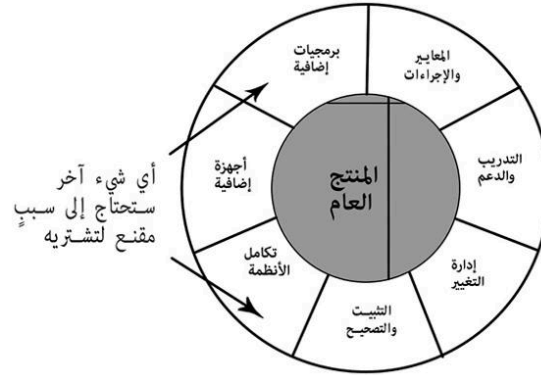 برمجيات
إضافية
المعايير
والإجراءات
التدريب
والدعم
إدارة
التغيير
التثبيت
والتصحيح
تكامل
الأنظمة
أجهزة
إضافية
المنتج
العام
أي شيء آخر
ستحتاج إلى سببٍ
مقنع لتشتريه